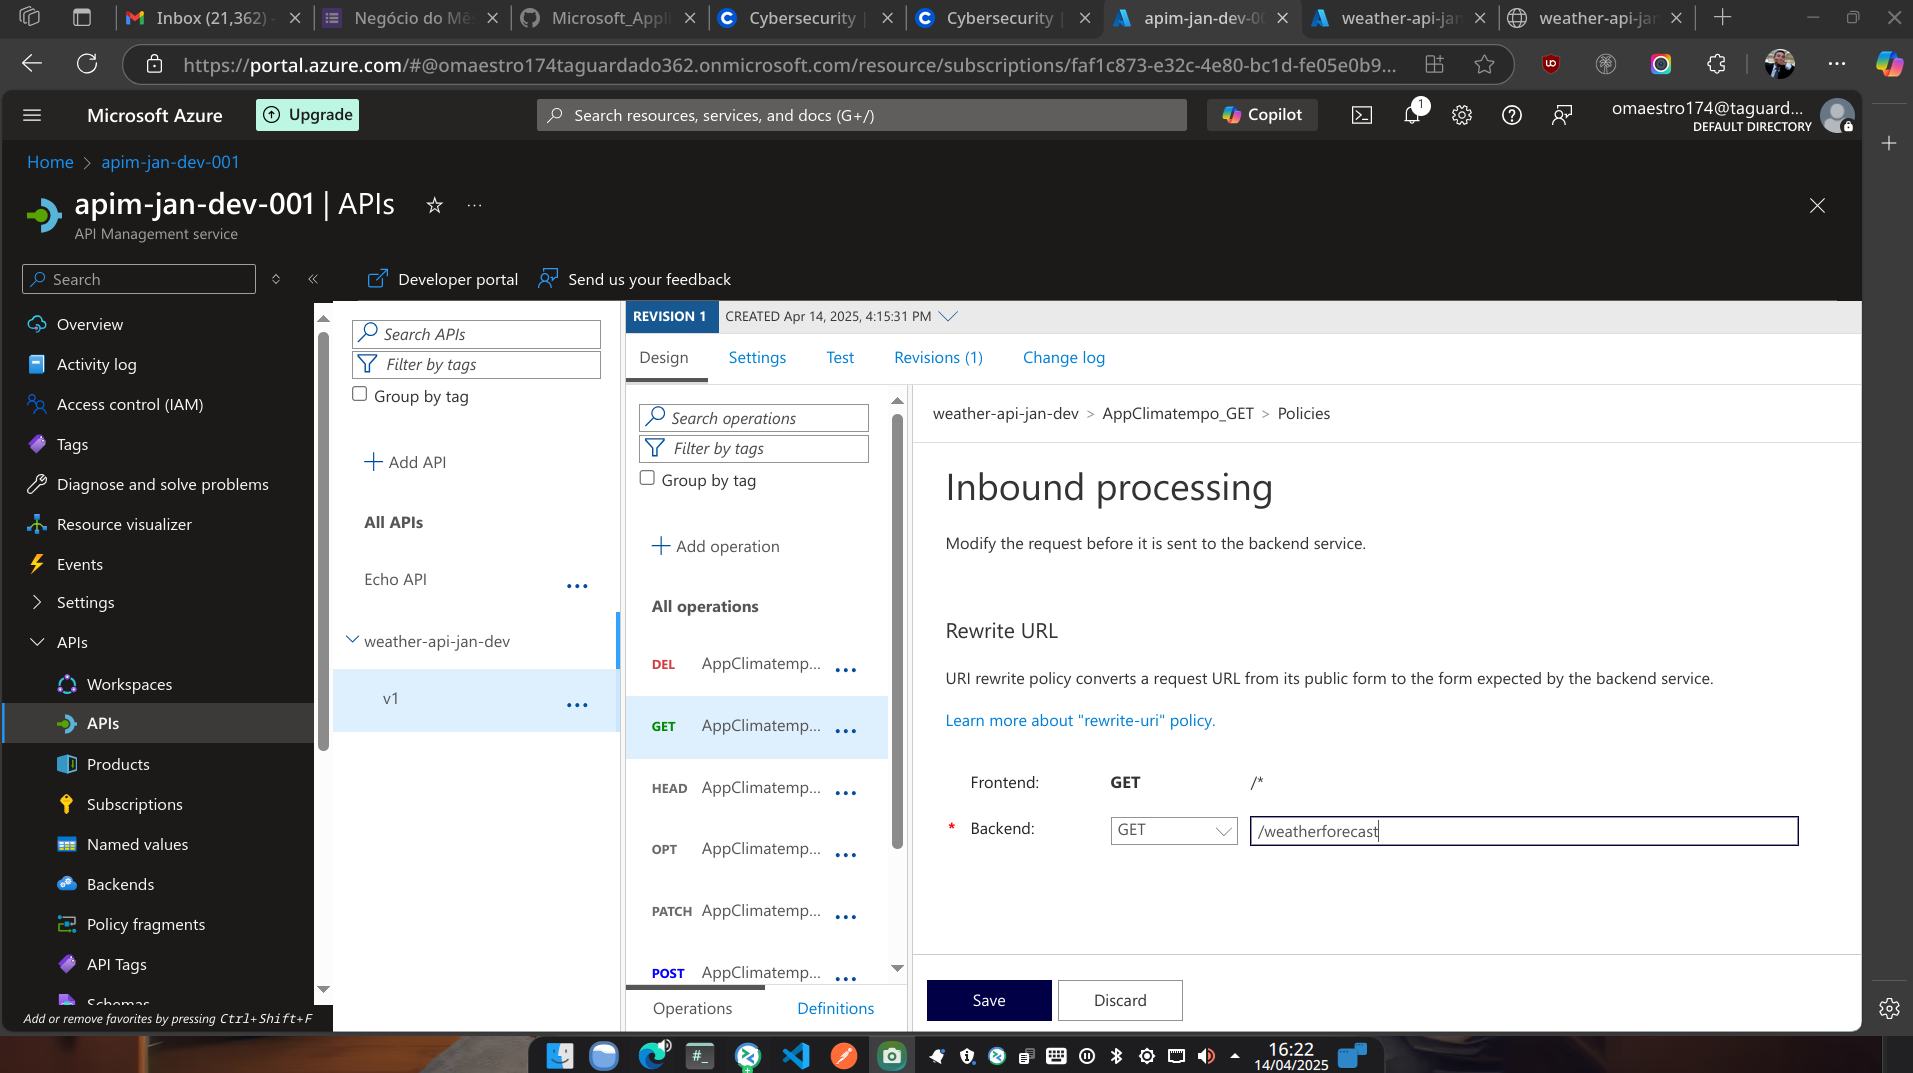 Inbox (21,362) -
Negócio do Mês
Microsoft_Appli
Cybersecurity |
Cybersecurity |
apim-jan-dev-00
weather-api-jan
weather-api-jan
https://portal.azure.com/#@omaestro174taguardado362.onmicrosoft.com/resource/subscriptions/faf1c873-e32c-4e80-bc1d-fe05e0b9...
Microsoft Azure
Upgrade
Search resources, services, and docs (G+/)
Copilot
1
omaestro174@taguard...
DEFAULT DIRECTORY
Home > apim-jan-dev-001
apim-jan-dev-001 | APIs
API Management service
Search
Developer portal
Send us your feedback
Overview
Activity log
Access control (IAM)
Tags
Diagnose and solve problems
Resource visualizer
Events
Settings
APIs
Workspaces
APIs
Products
Subscriptions
Named values
Backends
Policy fragments
API Tags
Schemas
Add or remove favorites by pressing Ctrl+Shift+F
Search APIs
Filter by tags
Group by tag
Add API
All APIs
Echo API
weather-api-jan-dev
v1
REVISION 1
CREATED Apr 14, 2025, 4:15:31 PM
Design
Settings
Test
Revisions (1)
Change log
Search operations
Filter by tags
Group by tag
Add operation
All operations
DEL AppClimatemp...
GET AppClimatemp...
HEAD AppClimatemp...
OPT AppClimatemp...
PATCH AppClimatemp...
POST AppClimatemp...
Operations
Definitions
weather-api-jan-dev > AppClimatempo_GET > Policies
Inbound processing
Modify the request before it is sent to the backend service.
Rewrite URL
URI rewrite policy converts a request URL from its public form to the form expected by the backend service.
Learn more about "rewrite-uri" policy.
Frontend: GET /*
* Backend: GET /weatherforecast
Save
Discard
16:22
14/04/2025